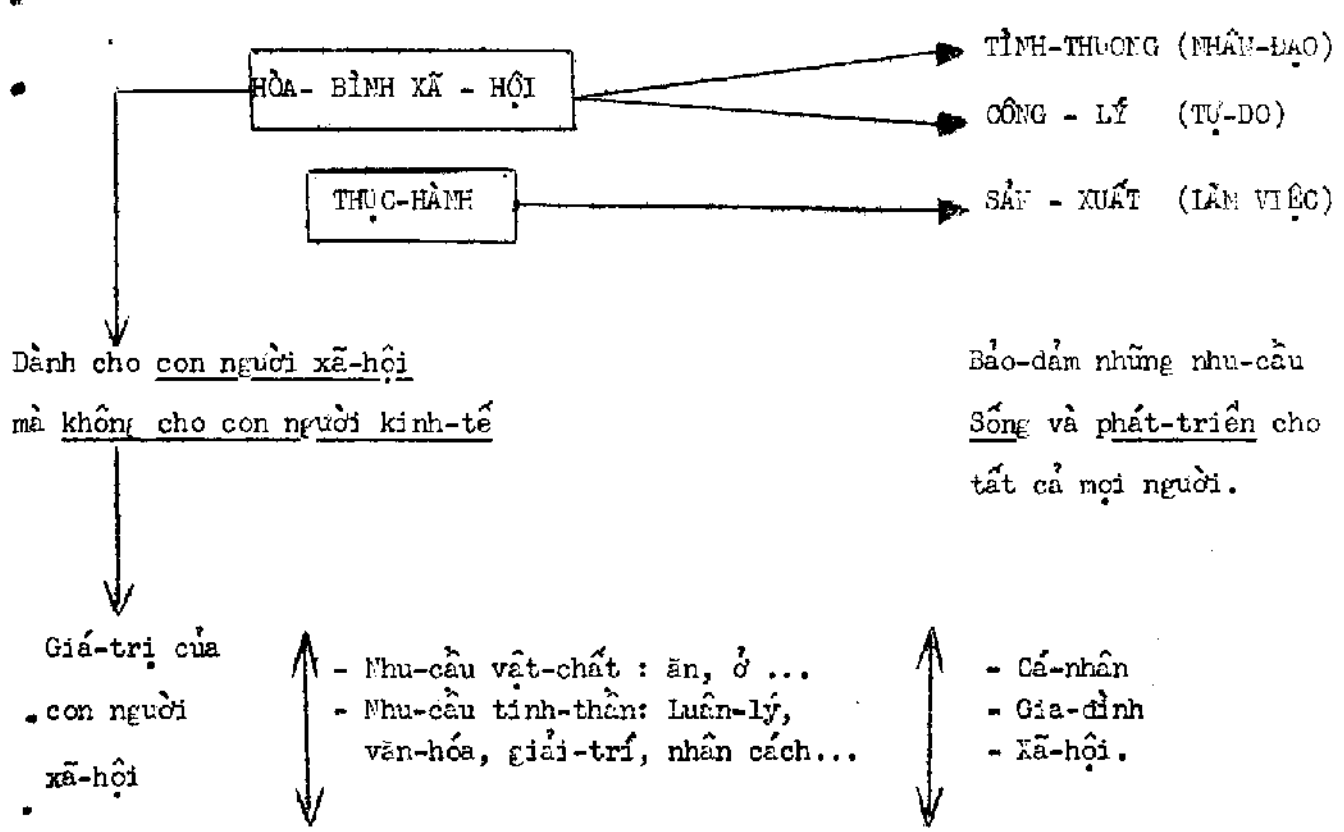 HÒA- BÌNH XÃ - HỘI
TÌNH-THƯƠNG (NHÂN-ĐẠO)
CÔNG - LÝ (TỰ-DO)
THỰC-HÀNH
SẢN - XUẤT (LÀM VIỆC)
Dành cho con người xã-hội
mà không cho con người kinh-tế
Bảo-dảm những nhu-cầu
Sống và phát-triển cho
tất cả mọi người.
Giá-trị của
con người
xã-hội
- Nhu-cầu vật-chất : ăn, ở ...
- Nhu-cầu tinh-thần: Luân-lý,
văn-hóa, giải-trí, nhân cách...
- Cá-nhân
- Gia-đình
- Xã-hội.